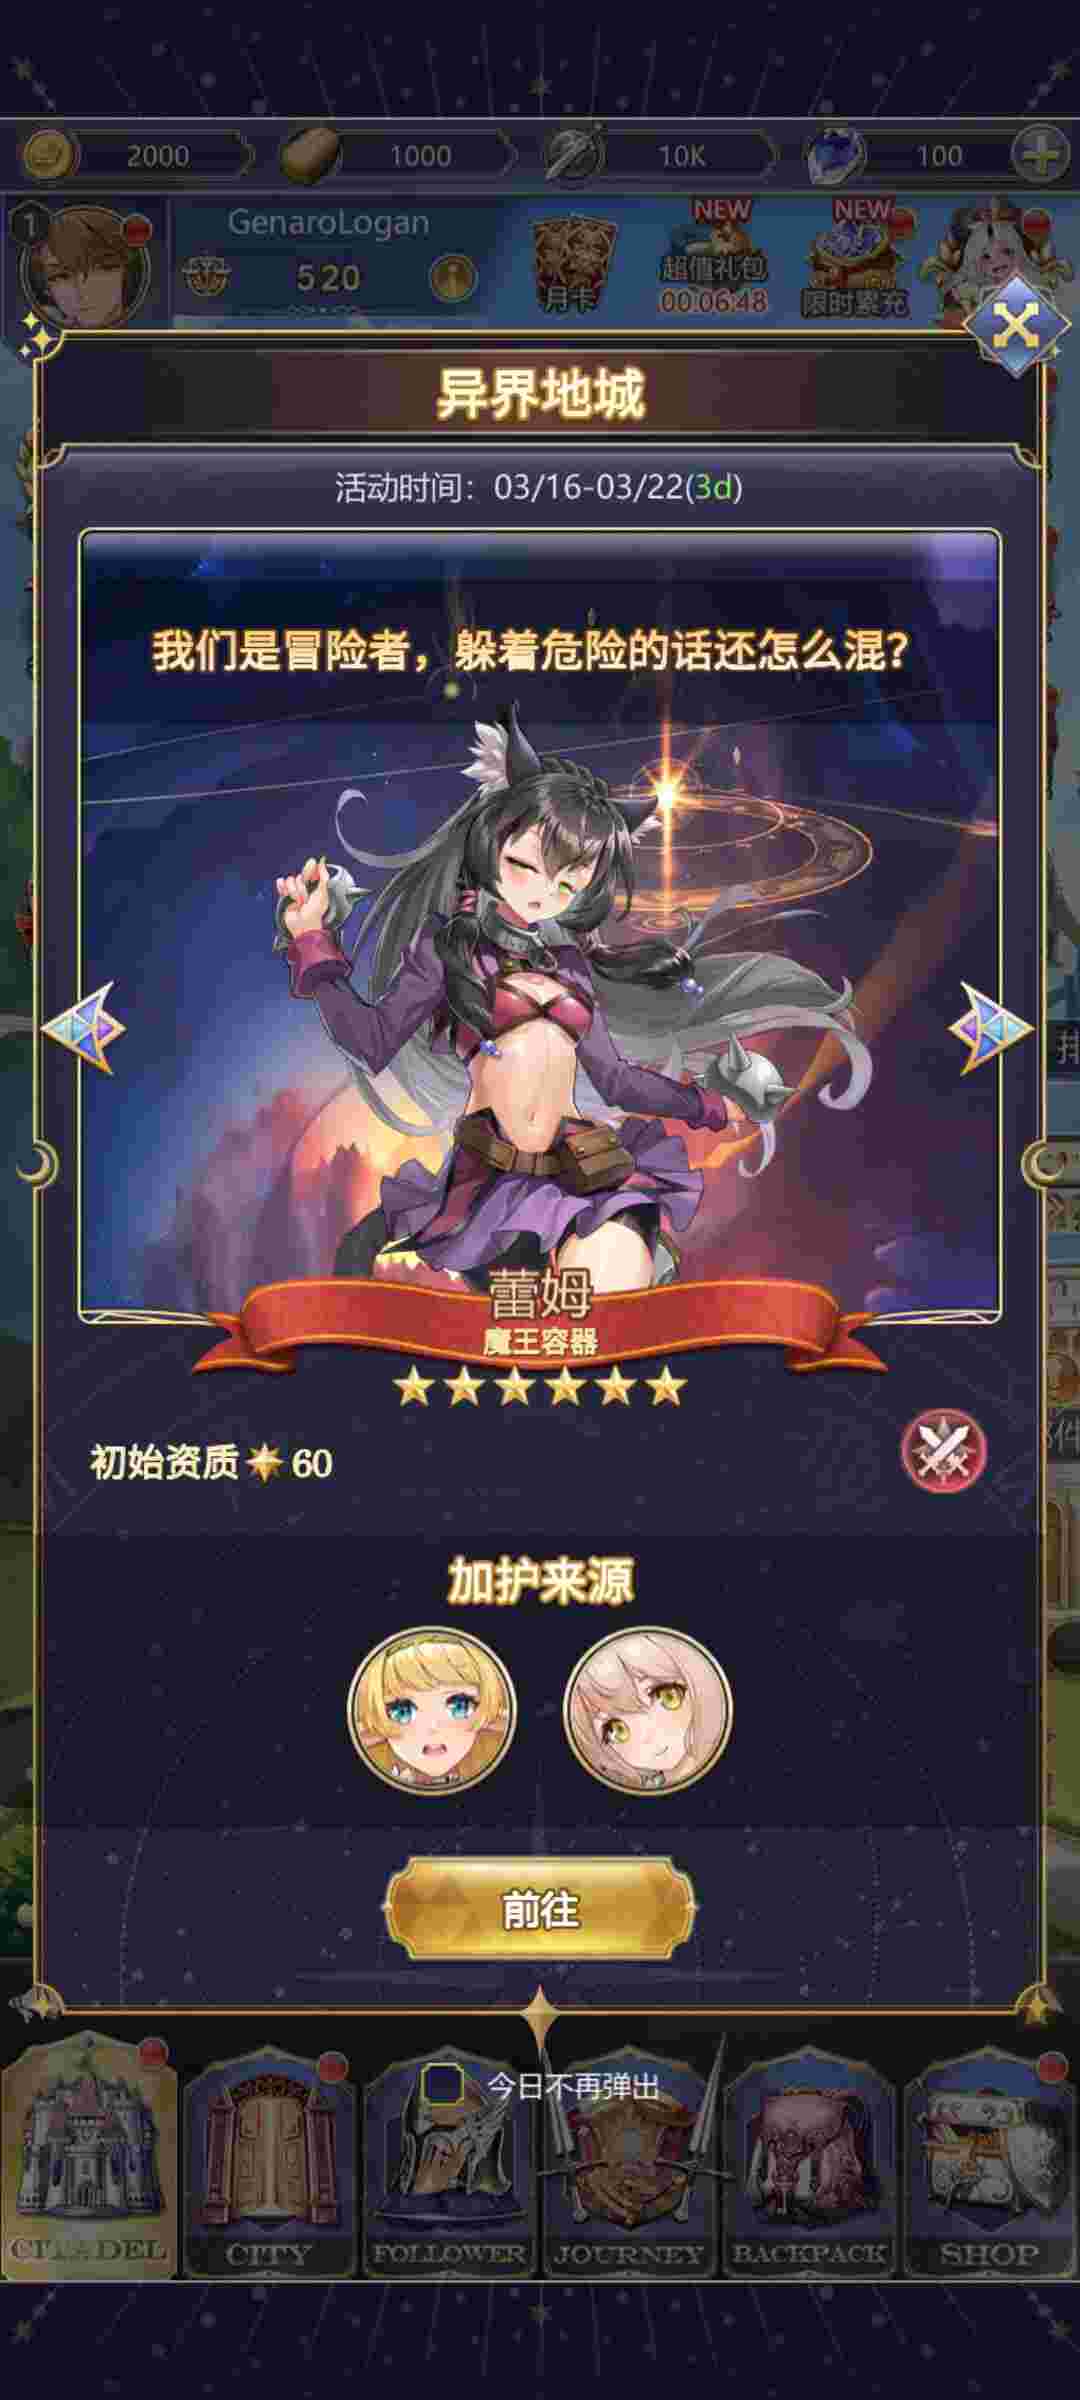 2000
1000
10K
100
1
GenaroLogan
520
月卡
NEW
超值礼包
00:06:48
NEW
限时累充
异界地城
活动时间：03/16-03/22(3d)
我们是冒险者，躲着危险的话还怎么混？
蕾姆
魔王容器
初始资质 60
加护来源
前往
今日不再弹出
CITADEL
CITY
FOLLOWER
JOURNEY
BACKPACK
SHOP